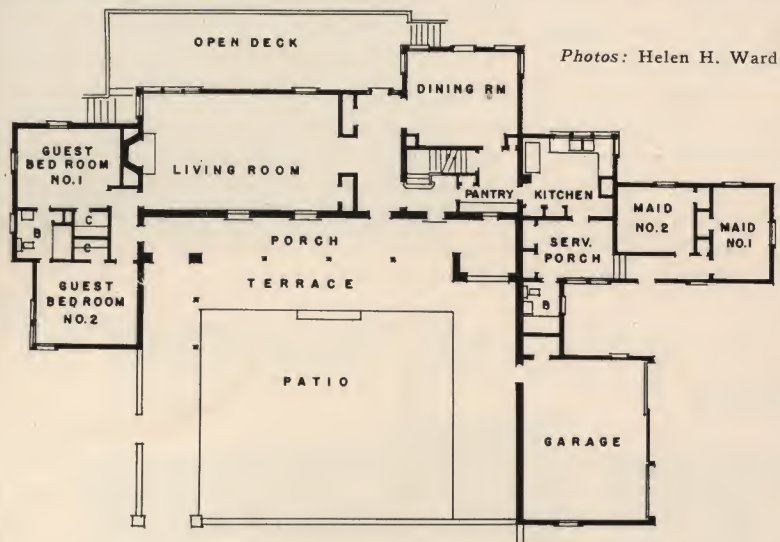 OPEN DECK
Photos: Helen H. Ward
DINING RM
GUEST
BED ROOM
NO.1
LIVING ROOM
PANTRY
KITCHEN
MAID
NO.2
MAID
NO.1
B
C
C
PORCH
SERV.
PORCH
TERRACE
GUEST
BED ROOM
NO.2
B
PATIO
GARAGE